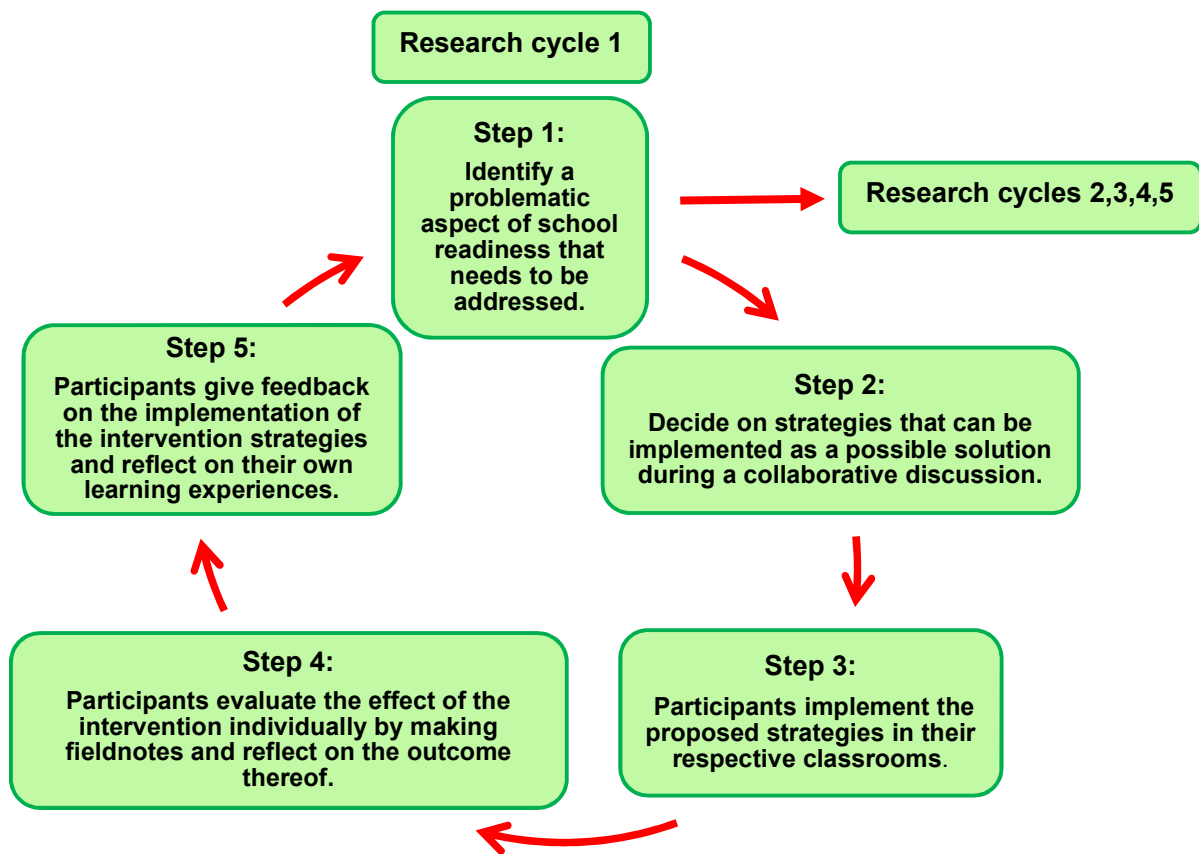 Research cycle 1
Step 1:
Identify a
problematic
aspect of school
readiness that
needs to be
addressed.
Research cycles 2,3,4,5
Step 2:
Decide on strategies that can be
implemented as a possible solution
during a collaborative discussion.
Step 3:
Participants implement the
proposed strategies in their
respective classrooms.
Step 4:
Participants evaluate the effect of the
intervention individually by making
fieldnotes and reflect on the outcome
thereof.
Step 5:
Participants give feedback
on the implementation of
the intervention strategies
and reflect on their own
learning experiences.